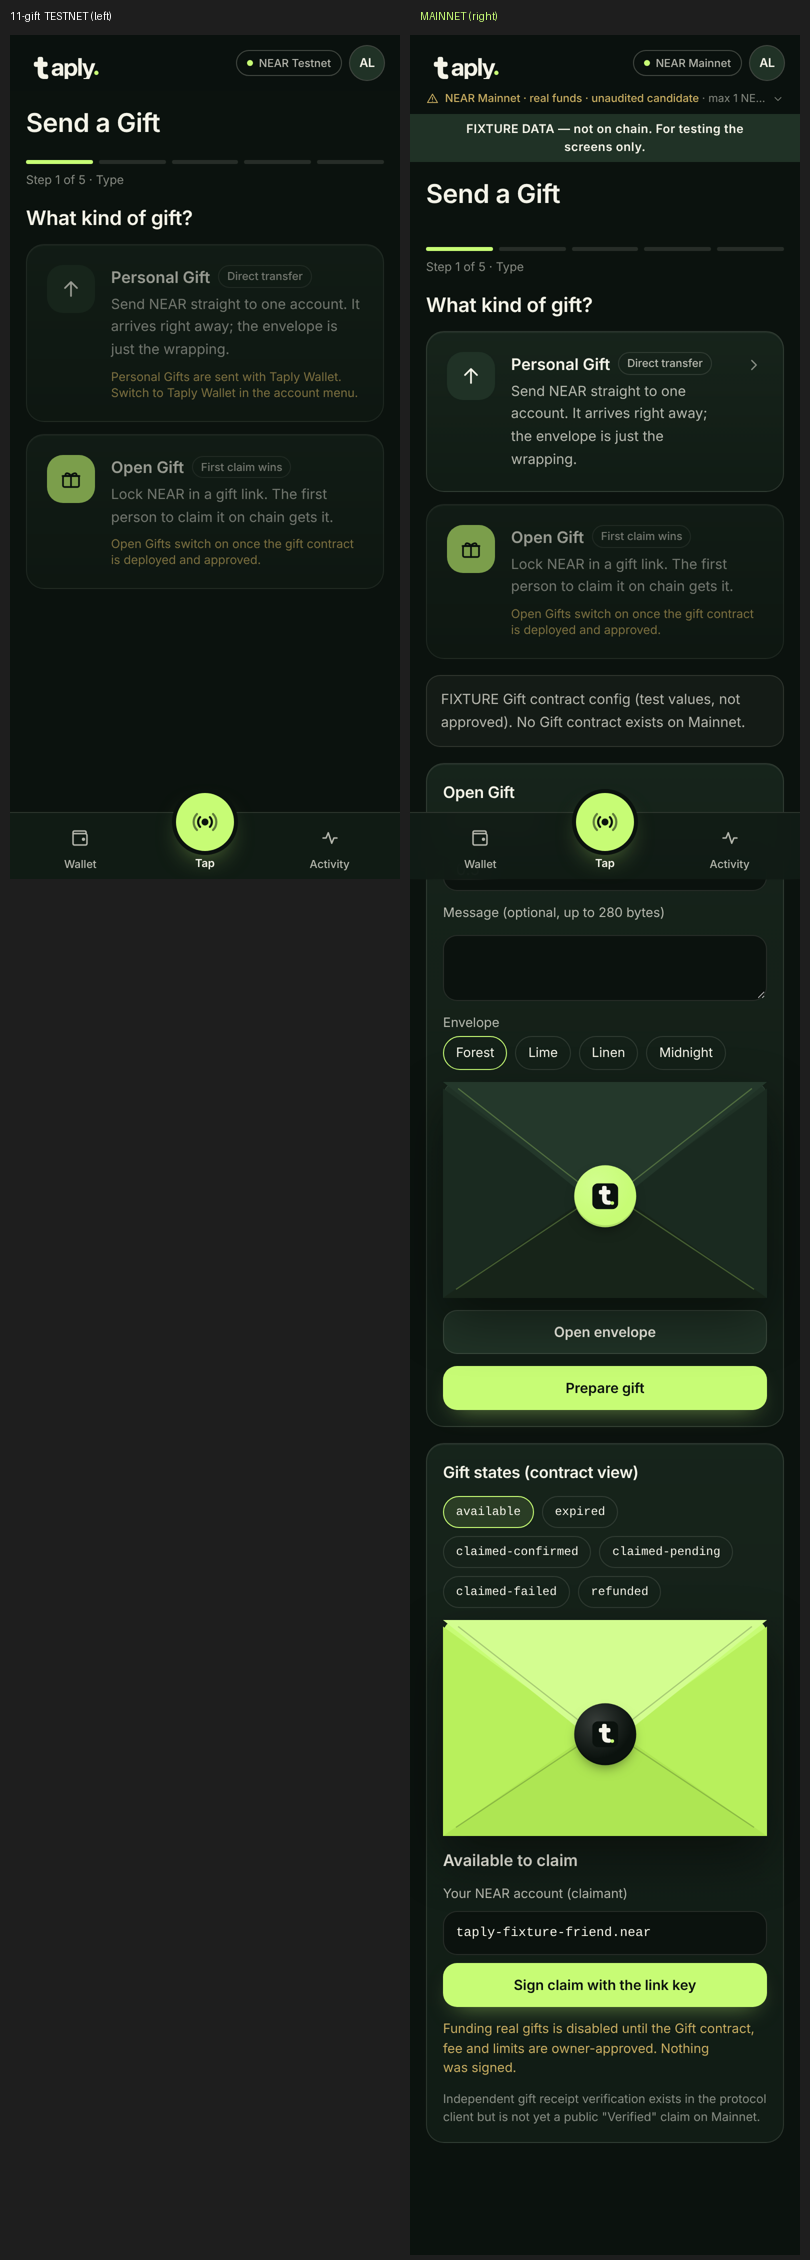 11-gift TESTNET (left)
taply.
NEAR Testnet
AL
Send a Gift
Step 1 of 5 · Type
What kind of gift?
Personal Gift
Direct transfer
Send NEAR straight to one account. It
arrives right away; the envelope is
just the wrapping.
Personal Gifts are sent with Taply Wallet.
Switch to Taply Wallet in the account menu.
Open Gift
First claim wins
Lock NEAR in a gift link. The first
person to claim it on chain gets it.
Open Gifts switch on once the gift contract
is deployed and approved.
Wallet
Tap
Activity
MAINNET (right)
taply.
NEAR Mainnet
AL
NEAR Mainnet · real funds · unaudited candidate · max 1 NE...
FIXTURE DATA — not on chain. For testing the
screens only.
Send a Gift
Step 1 of 5 · Type
What kind of gift?
Personal Gift
Direct transfer
Send NEAR straight to one
account. It arrives right away;
the envelope is just the
wrapping.
Open Gift
First claim wins
Lock NEAR in a gift link. The first
person to claim it on chain gets it.
Open Gifts switch on once the gift contract
is deployed and approved.
FIXTURE Gift contract config (test values, not
approved). No Gift contract exists on Mainnet.
Open Gift
Wallet
Tap
Activity
Message (optional, up to 280 bytes)
Envelope
Forest
Lime
Linen
Midnight
t
Open envelope
Prepare gift
Gift states (contract view)
available
expired
claimed-confirmed
claimed-pending
claimed-failed
refunded
t.
Available to claim
Your NEAR account (claimant)
taply-fixture-friend.near
Sign claim with the link key
Funding real gifts is disabled until the Gift contract,
fee and limits are owner-approved. Nothing
was signed.
Independent gift receipt verification exists in the protocol
client but is not yet a public "Verified" claim on Mainnet.